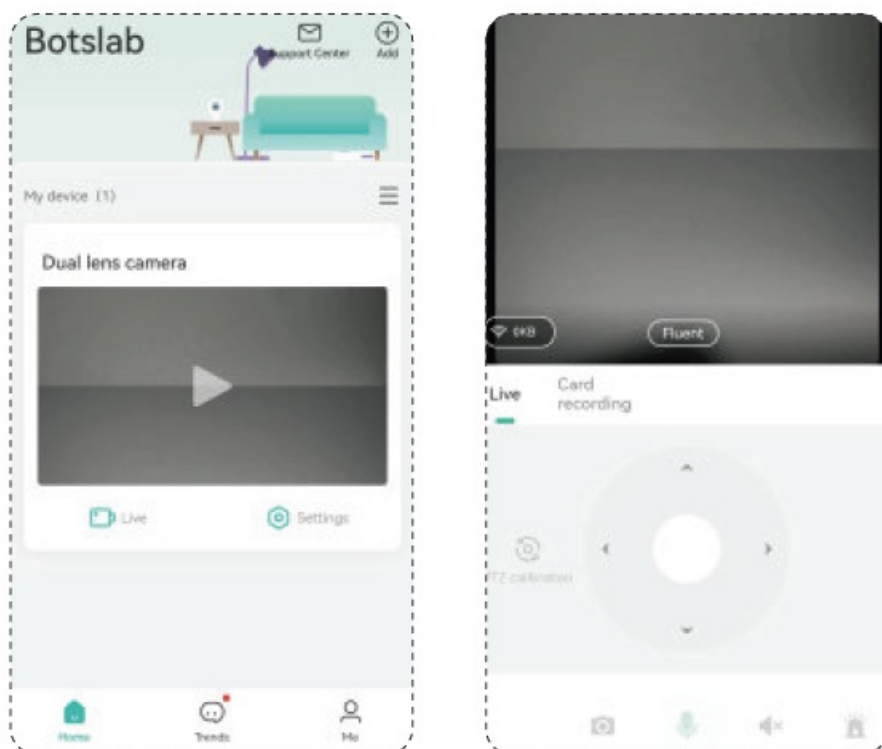 Botslab
Support Center
Add
My device (1)
Dual lens camera
Live
Settings
Home
Trends
Me
0KB
Fluent
Live
Card
recording
TZ calibration